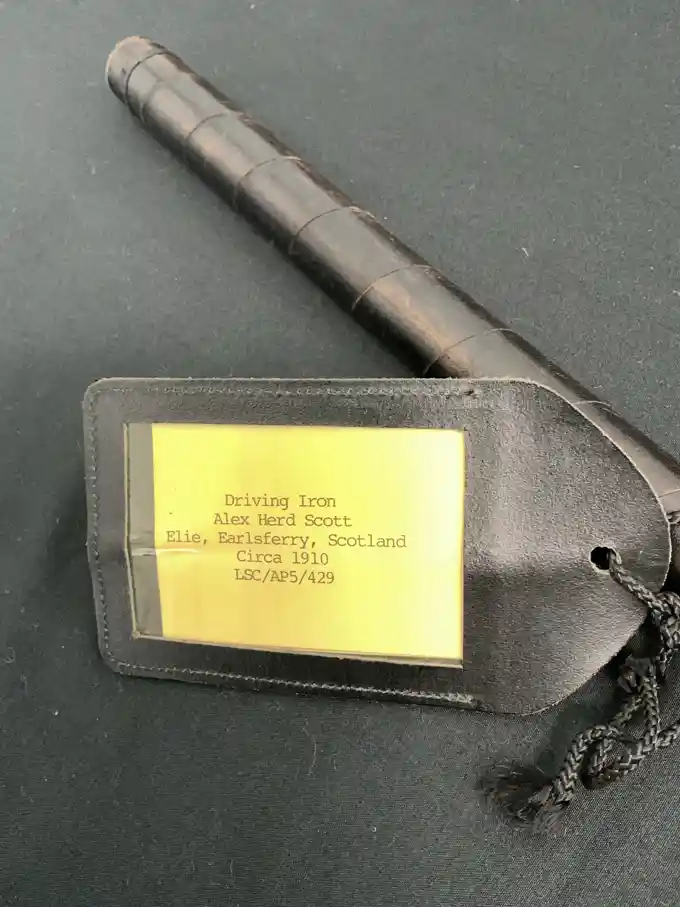 Driving Iron
Alex Herd Scott
Elie, Earlsferry, Scotland
Circa 1910
LSC/AP5/429